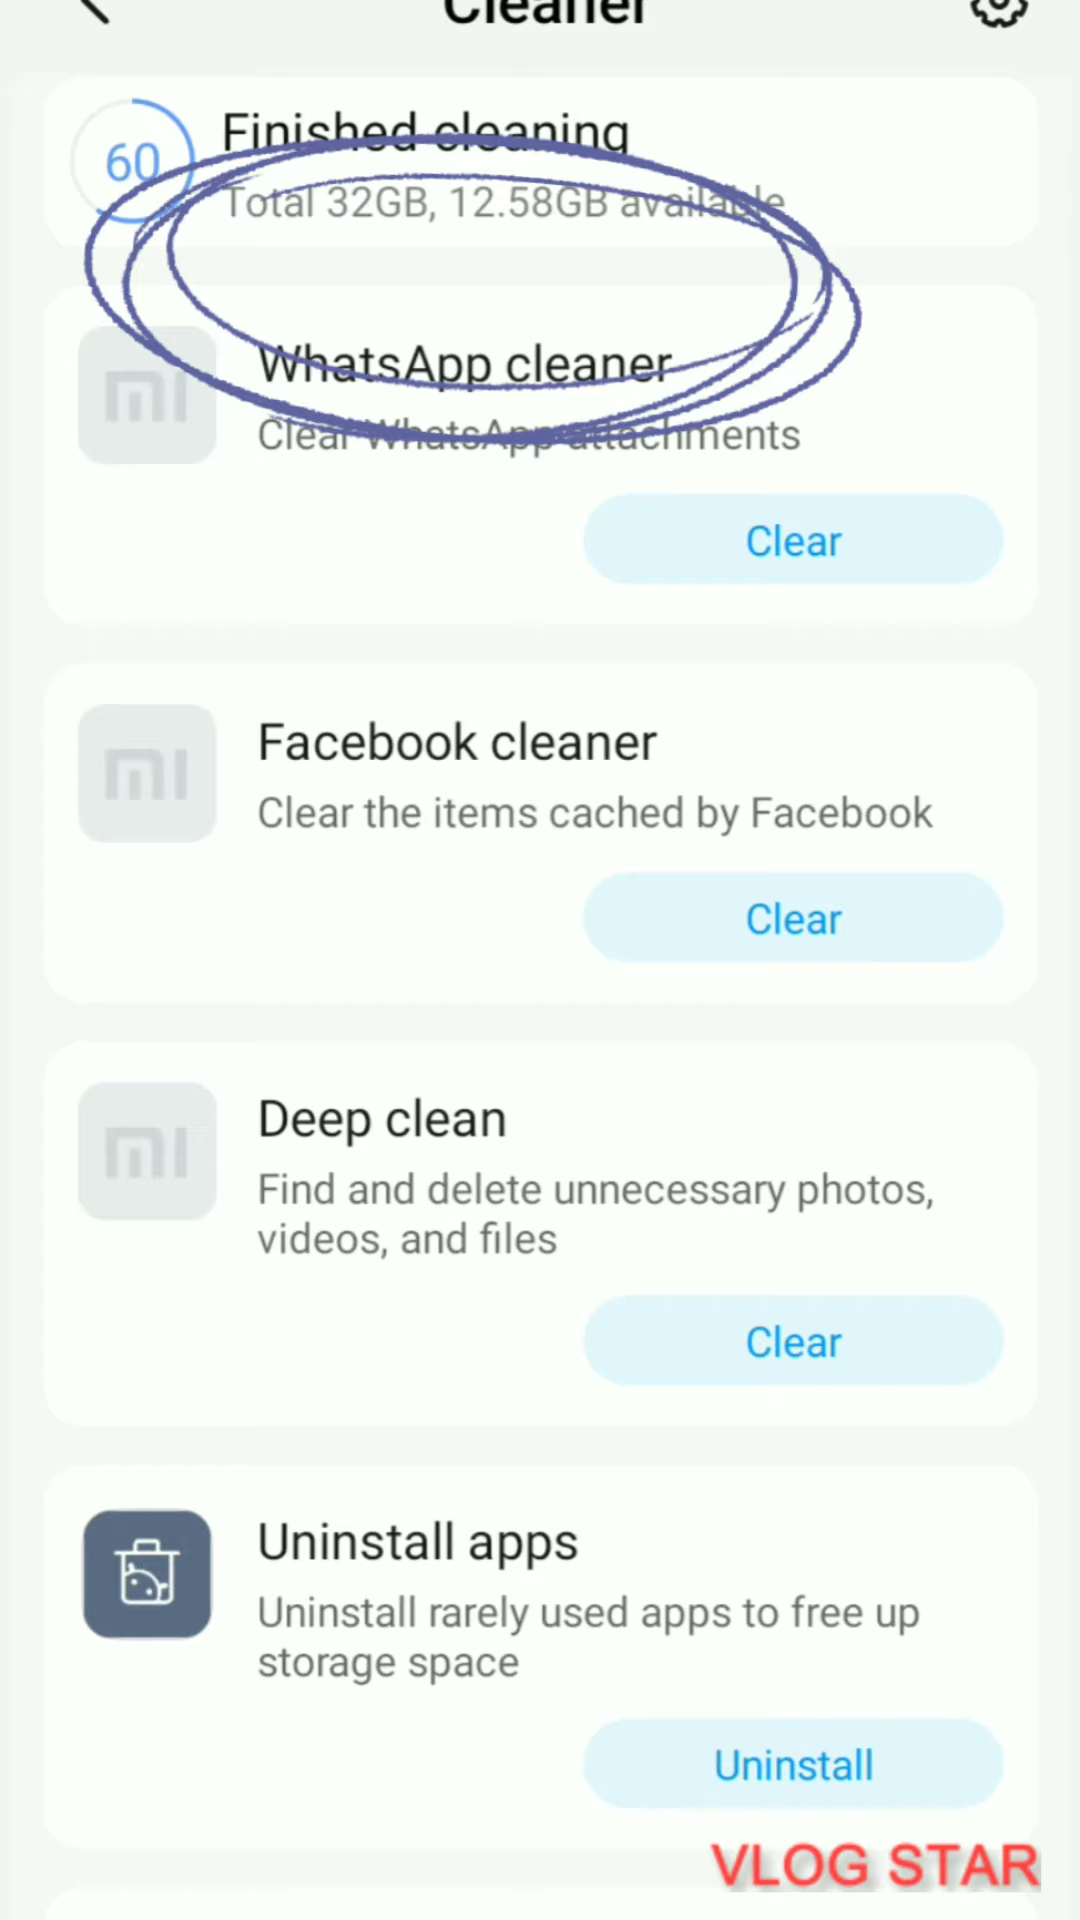 Cleaner
60
Finished cleaning
Total 32GB, 12.58GB available
WhatsApp cleaner
Clear WhatsApp attachments
Clear
Facebook cleaner
Clear the items cached by Facebook
Clear
Deep clean
Find and delete unnecessary photos,
videos, and files
Clear
Uninstall apps
Uninstall rarely used apps to free up
storage space
Uninstall
VLOG STAR